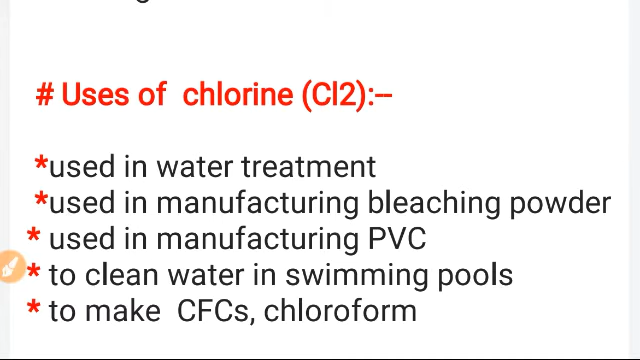 # Uses of chlorine (Cl2):--
*used in water treatment
*used in manufacturing bleaching powder
* used in manufacturing PVC
* to clean water in swimming pools
* to make CFCs, chloroform